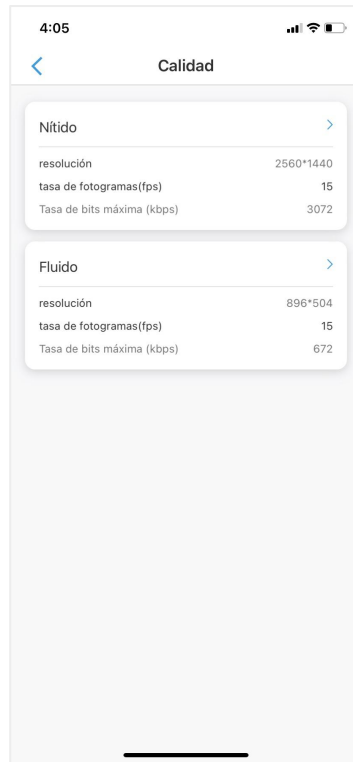 4:05
Calidad
Nítido
resolución 2560*1440
tasa de fotogramas(fps) 15
Tasa de bits máxima (kbps) 3072
Fluido
resolución 896*504
tasa de fotogramas(fps) 15
Tasa de bits máxima (kbps) 672